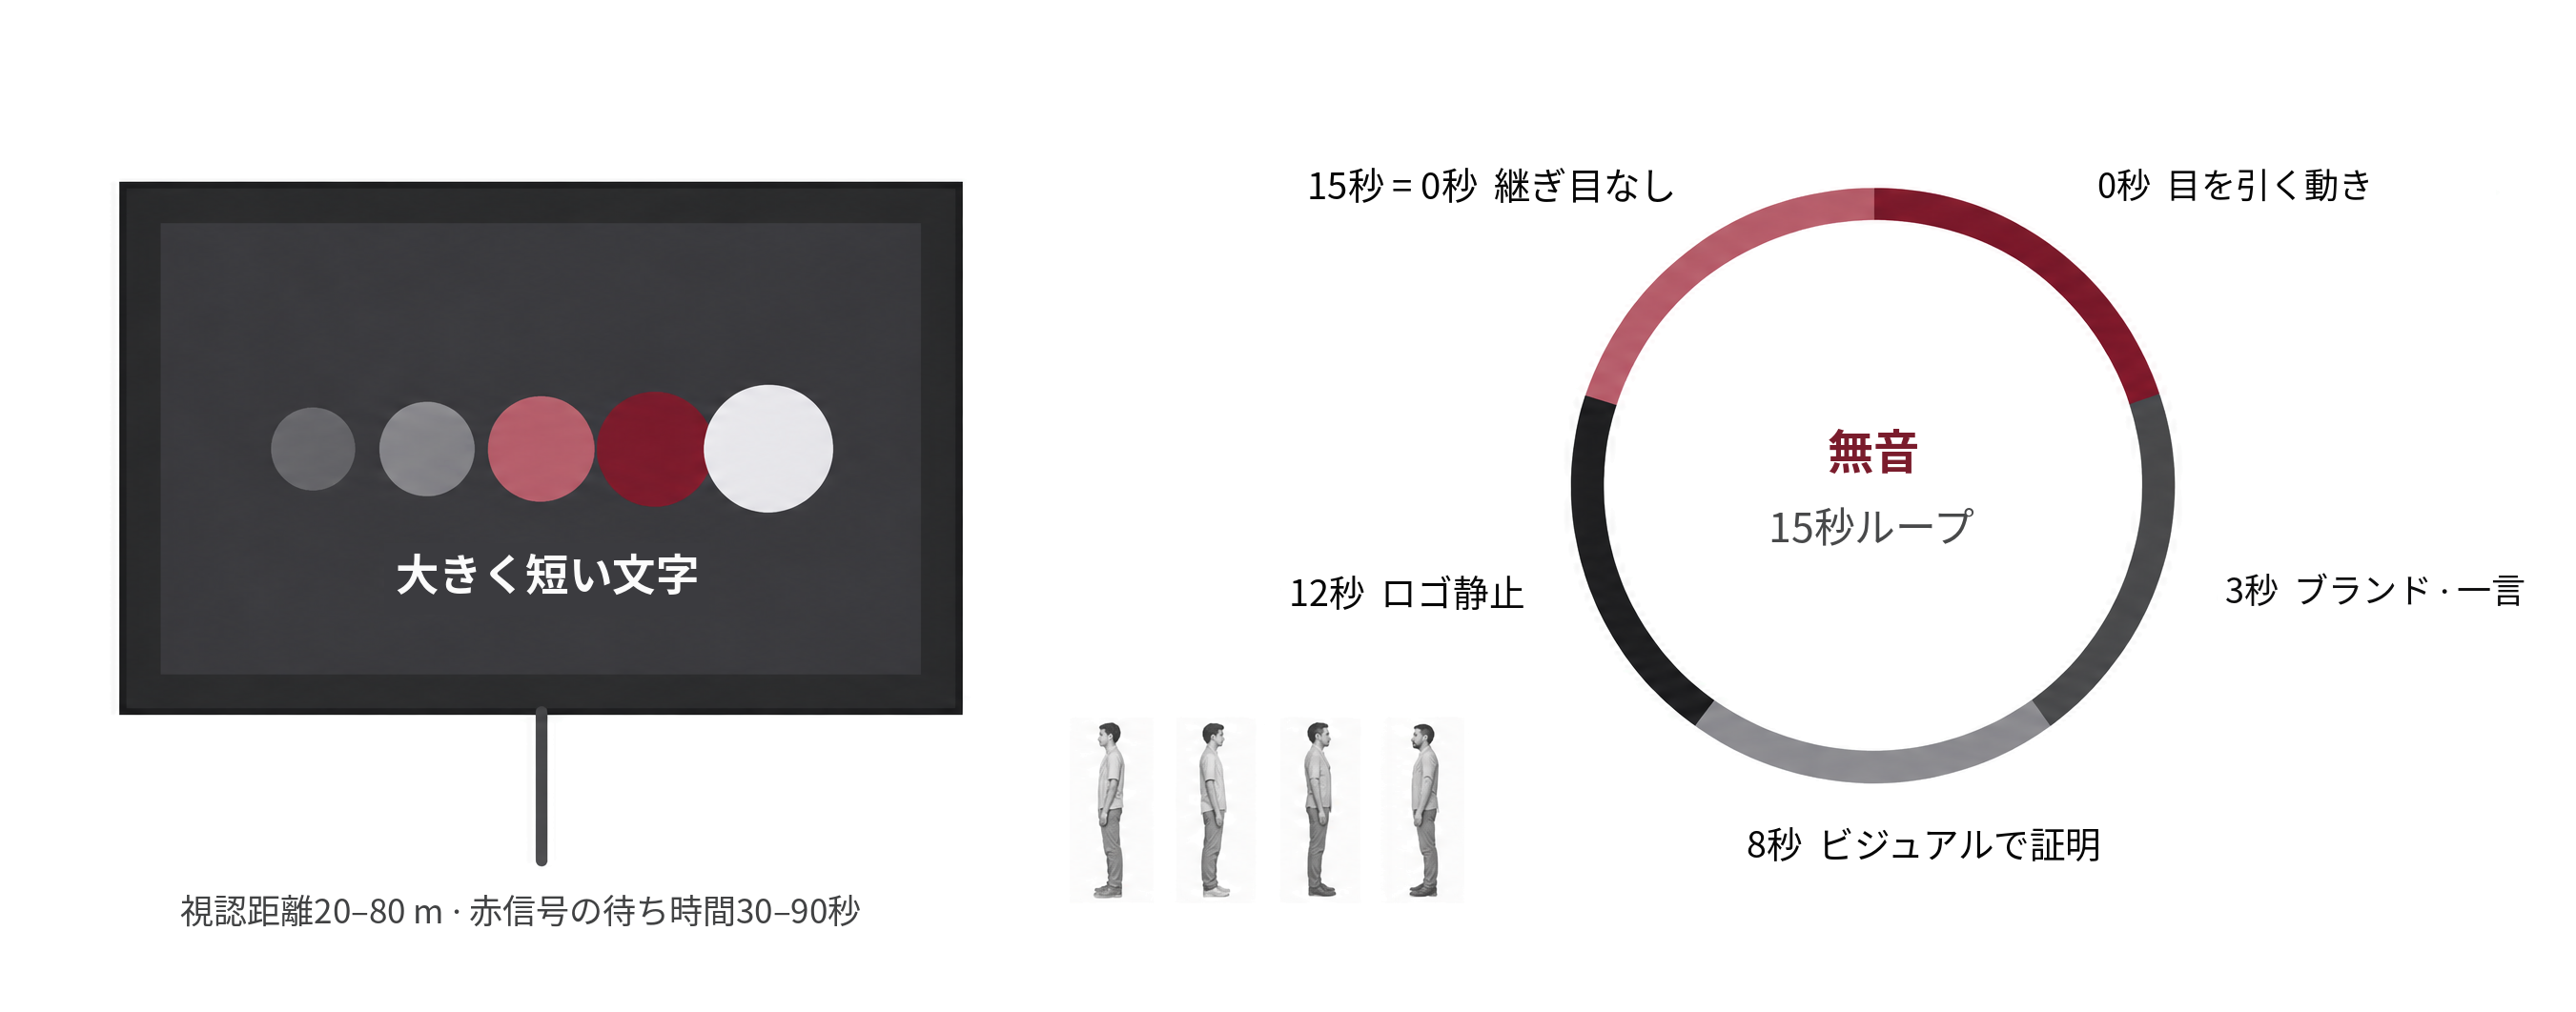 大きく短い文字
視認距離20–80 m · 赤信号の待ち時間30–90秒
15秒 = 0秒 継ぎ目なし
0秒 目を引く動き
無音
15秒ループ
12秒 ロゴ静止
3秒 ブランド · 一言
8秒 ビジュアルで証明